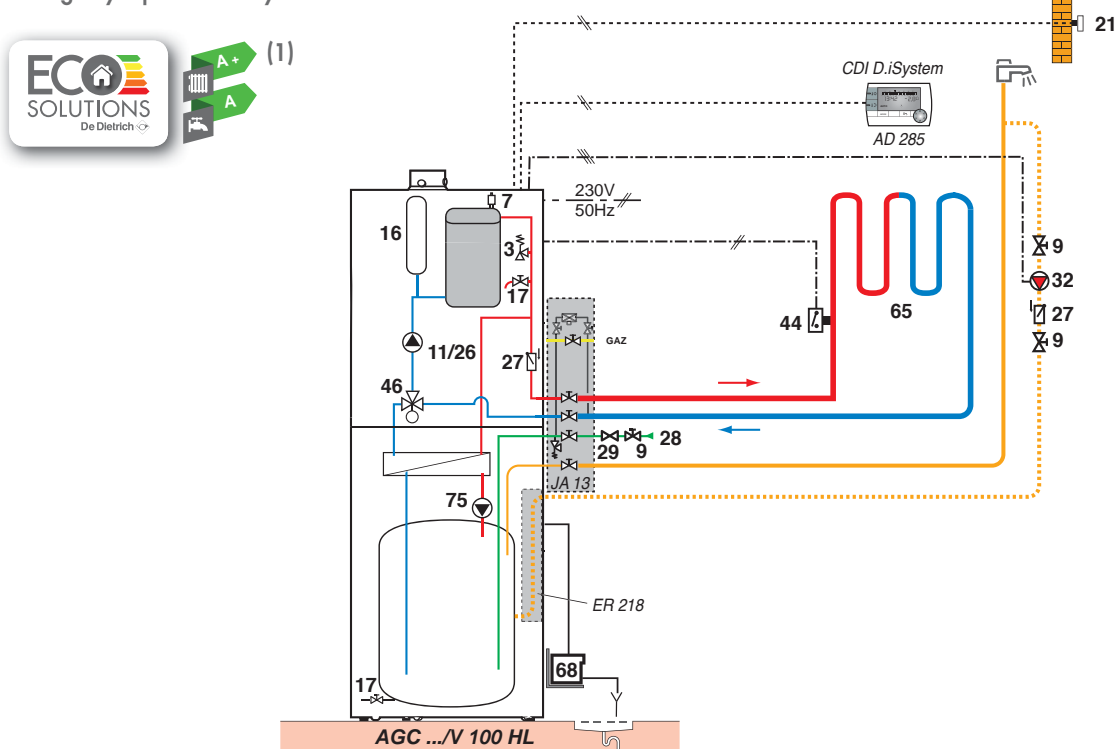 21
A+
(1)
A
ECO
SOLUTIONS
De Dietrich
CDI D.iSystem
AD 285
7
230V
50Hz
16
3
17
9
32
27
9
65
44
11/26
27
GAZ
46
28
29
9
JA 13
75
ER 218
68
17
AGC .../V 100 HL